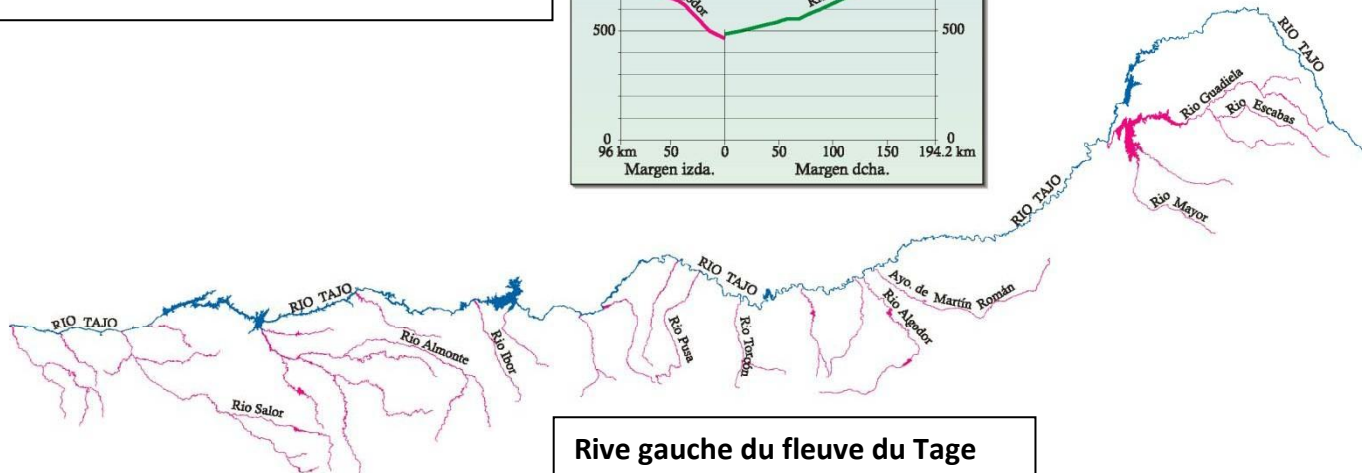 500
500
0
0
96 km
0
50
100
150
194.2 km
Margen izda.
Margen dcha.
RIO TAJO
Rio Guadiela
Rio Escabas
Rio Mayor
RIO TAJO
RIO TAJO
Ayo. de Martín Román
Rio Algodor
RIO TAJO
Rio Almonte
Rio Ibor
Rio Pusa
Rio Torcón
RIO TAJO
Rio Salor
Rive gauche du fleuve du Tage